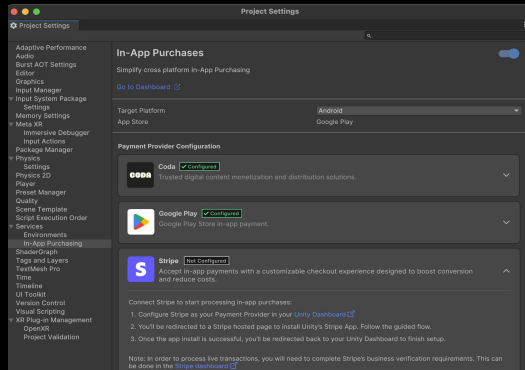 Project Settings
Project Settings
Adaptive Performance
Audio
Burst AOT Settings
Editor
Graphics
Input Manager
Input System Package
Settings
Memory Settings
Meta XR
Immersive Debugger
Input Actions
Package Manager
Physics
Settings
Physics 2D
Player
Preset Manager
Quality
Scene Template
Script Execution Order
Services
Environments
In-App Purchasing
ShaderGraph
Tags and Layers
TextMesh Pro
Time
Timeline
UI Toolkit
Version Control
Visual Scripting
XR Plug-in Management
OpenXR
Project Validation
In-App Purchases
Simplify cross platform In-App Purchasing
Go to Dashboard
Target Platform Android
App Store Google Play
Payment Provider Configuration
CODA
Coda ✓ Configured
Trusted digital content monetization and distribution solutions.
Google Play ✓ Configured
Google Play Store in-app payment.
S
Stripe Not Configured
Accept in-app payments with a customizable checkout experience designed to boost conversion
and reduce costs.
Connect Stripe to start processing in-app purchases:
1. Configure Stripe as your Payment Provider in your Unity Dashboard
2. You'll be redirected to a Stripe hosted page to install Unity's Stripe App. Follow the guided flow.
3. Once the app install is successful, you'll be redirected back to your Unity Dashboard to finish setup.
Note: In order to process live transactions, you will need to complete Stripe's business verification requirements. This can
be done in the Stripe dashboard